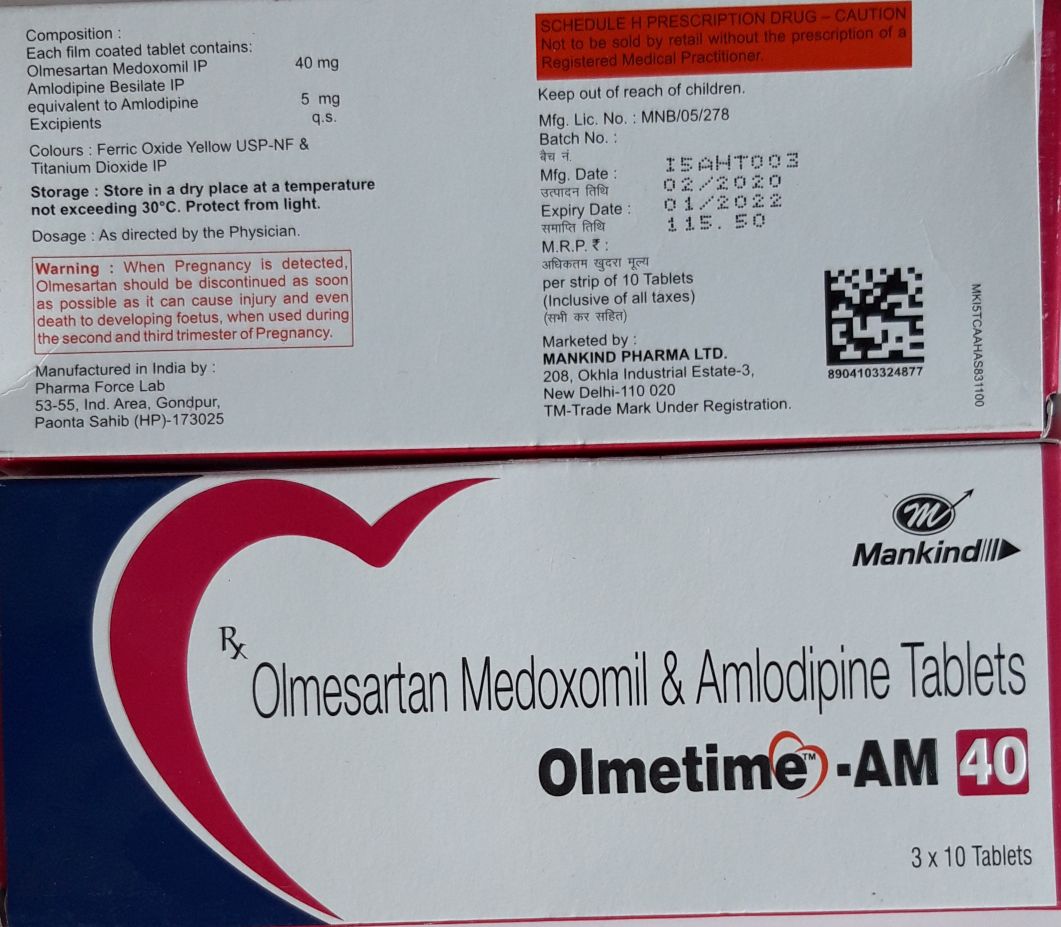 Composition :
Each film coated tablet contains:
Olmesartan Medoxomil IP 40 mg
Amlodipine Besilate IP
equivalent to Amlodipine 5 mg
Excipients q.s.
Colours : Ferric Oxide Yellow USP-NF &
Titanium Dioxide IP
Storage : Store in a dry place at a temperature
not exceeding 30°C. Protect from light.
Dosage : As directed by the Physician.
Warning : When Pregnancy is detected,
Olmesartan should be discontinued as soon
as possible as it can cause injury and even
death to developing foetus, when used during
the second and third trimester of Pregnancy.
Manufactured in India by :
Pharma Force Lab
53-55, Ind. Area, Gondpur,
Paonta Sahib (HP)-173025
SCHEDULE H PRESCRIPTION DRUG – CAUTION
Not to be sold by retail without the prescription of a
Registered Medical Practitioner.
Keep out of reach of children.
Mfg. Lic. No. : MNB/05/278
Batch No. :
बैच नं.
I5AHT003
Mfg. Date :
02/2020
उत्पादन तिथि
Expiry Date :
01/2022
समाप्ति तिथि
115.50
M.R.P. ₹ :
अधिकतम खुदरा मूल्य
per strip of 10 Tablets
(Inclusive of all taxes)
(सभी कर सहित)
Marketed by :
MANKIND PHARMA LTD.
208, Okhla Industrial Estate-3,
New Delhi-110 020
TM-Trade Mark Under Registration.
8904103324877
MKI5TCAAHAS831100
m
Mankind
Rx
Olmesartan Medoxomil & Amlodipine Tablets
Olmetime™-AM 40
3 x 10 Tablets